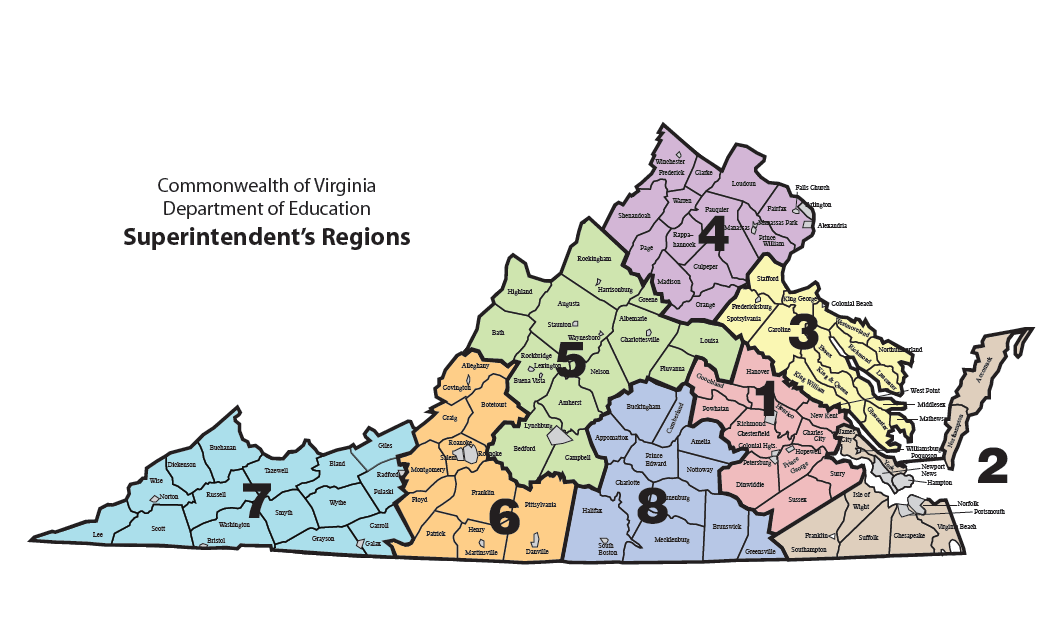 Commonwealth of Virginia
Department of Education
Superintendent's Regions
Winchester
Frederick
Clarke
Loudoun
Falls Church
Arlington
Fairfax
Alexandria
Warren
Fauquier
Shenandoah
Manassas
Manassas Park
Prince
William
Rappa-
hannock
Page
4
Culpeper
Madison
Orange
Rockingham
Harrisonburg
Highland
Augusta
Greene
Albemarle
Staunton
Waynesboro
Charlottesville
Louisa
Bath
Rockbridge
Lexington
Buena Vista
Nelson
Fluvanna
5
Amherst
Lynchburg
Bedford
Campbell
Stafford
King George
Colonial Beach
Fredericksburg
Spotsylvania
Caroline
3
Westmoreland
Richmond
Northumberland
Essex
Lancaster
King & Queen
King William
West Point
Middlesex
Mathews
Gloucester
Hanover
Goochland
1
Henrico
Powhatan
Richmond
New Kent
Chesterfield
Charles
City
Colonial Hgts.
Hopewell
Petersburg
Prince
George
Dinwiddie
Surry
Sussex
James
City
Williamsburg
Poquoson
York
Newport
News
Hampton
Norfolk
Portsmouth
Virginia Beach
Accomack
Northampton
2
Isle of
Wight
Franklin
Southampton
Suffolk
Chesapeake
Alleghany
Covington
Botetourt
Craig
Roanoke
Salem
Roanoke
Montgomery
Floyd
Franklin
Pittsylvania
6
Patrick
Henry
Martinsville
Danville
Buckingham
Cumberland
Appomattox
Amelia
Prince
Edward
Nottoway
Charlotte
Lunenburg
8
Halifax
Brunswick
Mecklenburg
South
Boston
Greensville
Buchanan
Giles
Dickenson
Tazewell
Bland
Radford
Wise
Norton
Russell
7
Pulaski
Wythe
Smyth
Washington
Scott
Lee
Bristol
Grayson
Carroll
Galax